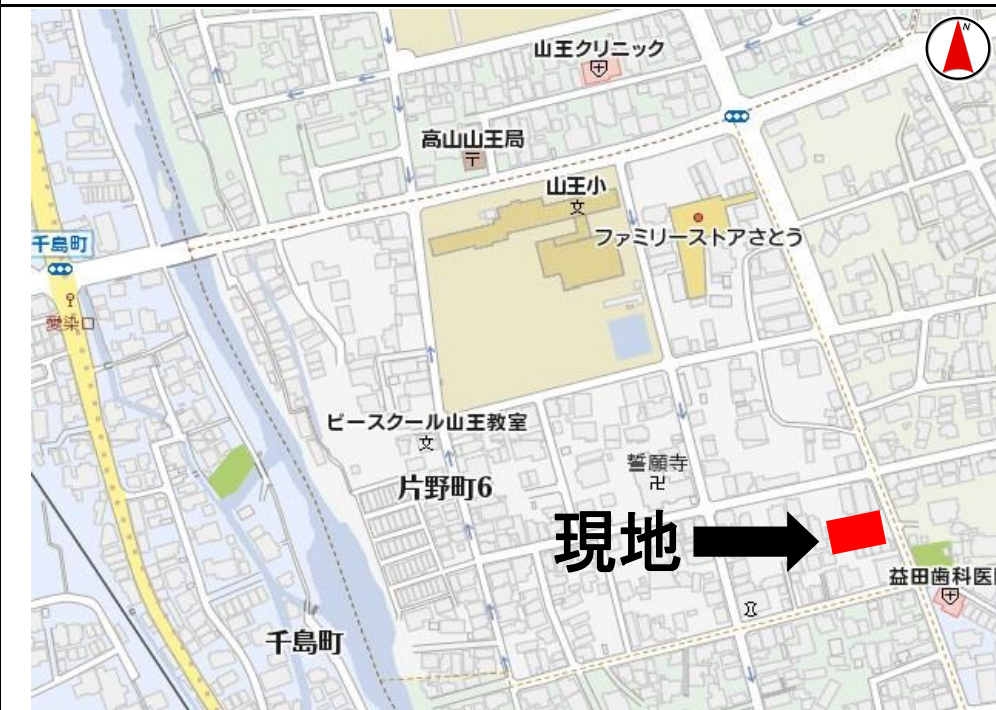 N
山王クリニック
高山山王局
山王小
文
ファミリーストアさとう
千島町
愛染口
ピースクール山王教室
文
誓願寺
片野町6
現地
益田歯科医
千島町